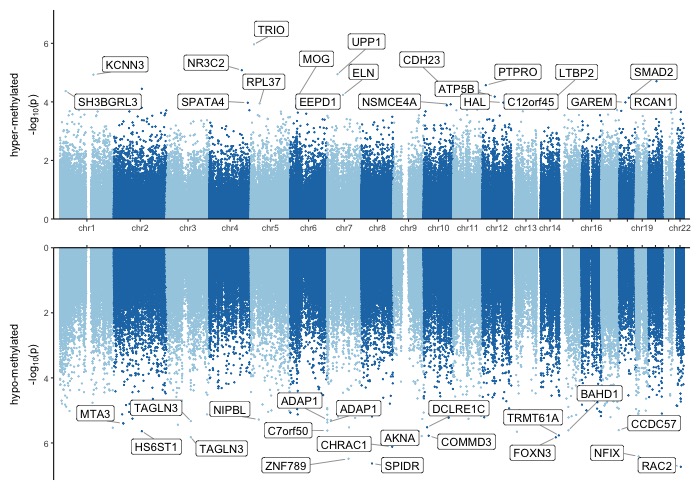 TRIO
UPP1
KCNN3
NR3C2
MOG
CDH23
ELN
PTPRO
LTBP2
SMAD2
RPL37
ATP5B
SH3BGRL3
SPATA4
EEPD1
NSMCE4A
HAL
C12orf45
GAREM
RCAN1
hyper-methylated
-log10(p)
6
4
2
0
chr1
chr2
chr3
chr4
chr5
chr6
chr7
chr8
chr9
chr10
chr11
chr12
chr13
chr14
chr16
chr19
chr22
hypo-methylated
-log10(p)
0
2
4
6
BAHD1
ADAP1
MTA3
TAGLN3
NIPBL
ADAP1
DCLRE1C
TRMT61A
CCDC57
C7orf50
HS6ST1
TAGLN3
CHRAC1
AKNA
COMMD3
FOXN3
NFIX
ZNF789
SPIDR
RAC2